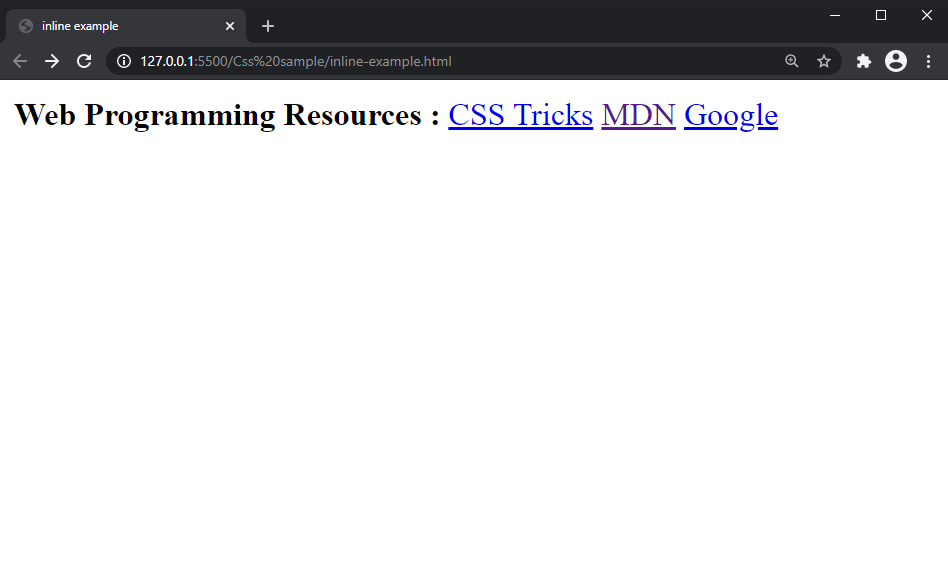 inline example
127.0.0.1:5500/Css%20sample/inline-example.html
Web Programming Resources : CSS Tricks MDN Google